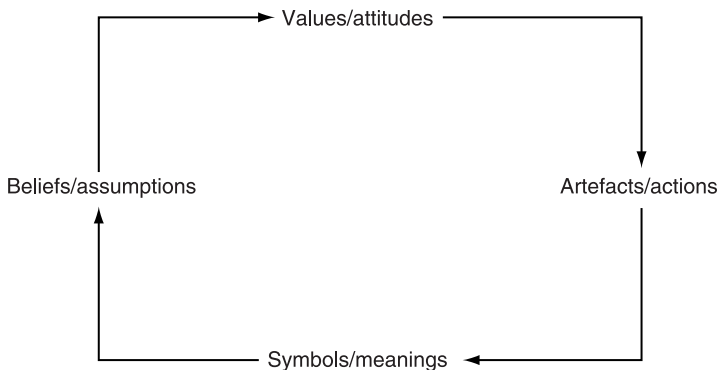 Values/attitudes
Beliefs/assumptions
Artefacts/actions
Symbols/meanings